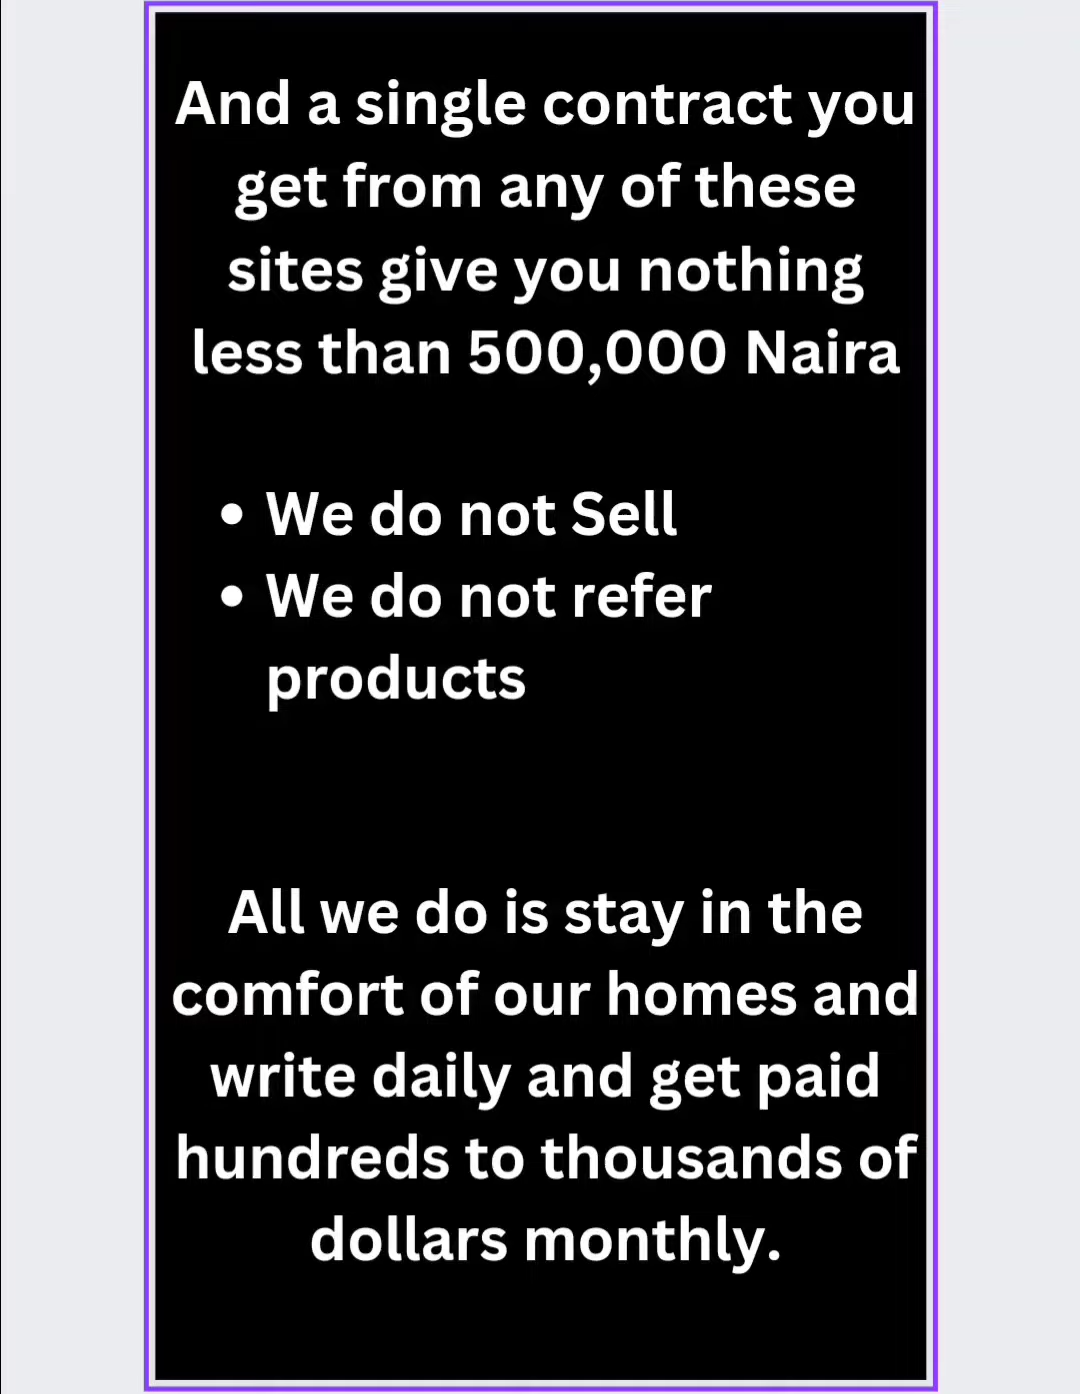 And a single contract you
get from any of these
sites give you nothing
less than 500,000 Naira
• We do not Sell
• We do not refer
products
All we do is stay in the
comfort of our homes and
write daily and get paid
hundreds to thousands of
dollars monthly.